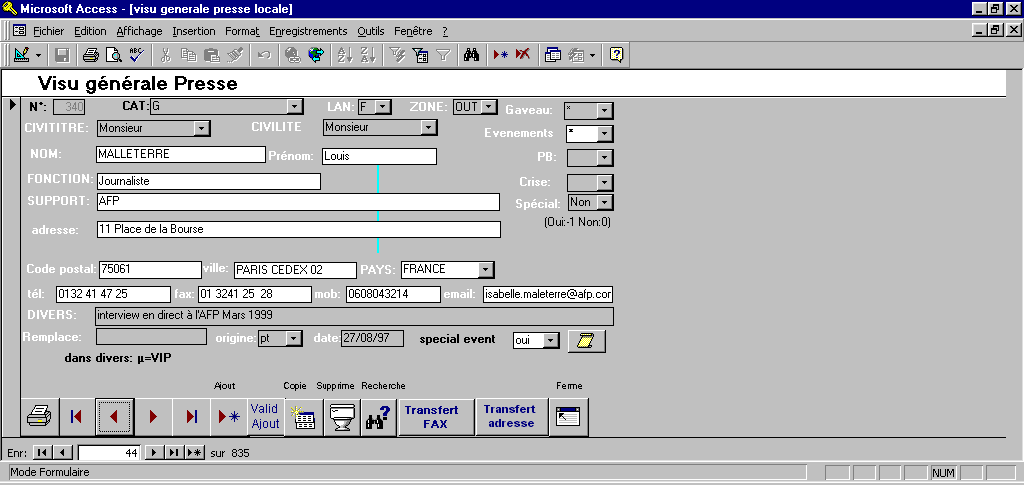 Microsoft Access - [visu generale presse locale]
Fichier Edition Affichage Insertion Format Enregistrements Outils Fenêtre ?
Visu générale Presse
N°: 340 CAT: G LAN: F ZONE: OUT Gaveau: *
CIVITITRE: Monsieur CIVILITE Monsieur Evenements *
NOM: MALLETERRE Prénom: Louis PB:
FONCTION: Journaliste Crise:
SUPPORT: AFP Spécial: Non
(Oui:-1 Non:0)
adresse: 11 Place de la Bourse
Code postal: 75061 ville: PARIS CEDEX 02 PAYS: FRANCE
tél: 0132 41 47 25 fax: 01 3241 25 28 mob: 0608043214 email: isabelle.maleterre@afp.cor
DIVERS: interview en direct à l'AFP Mars 1999
Remplace: origine: pt date: 27/08/97 special event oui
dans divers: µ=VIP
Ajout Copie Supprime Recherche Ferme
Valid Ajout Transfert FAX Transfert adresse
Enr: 44 sur 835
Mode Formulaire NUM